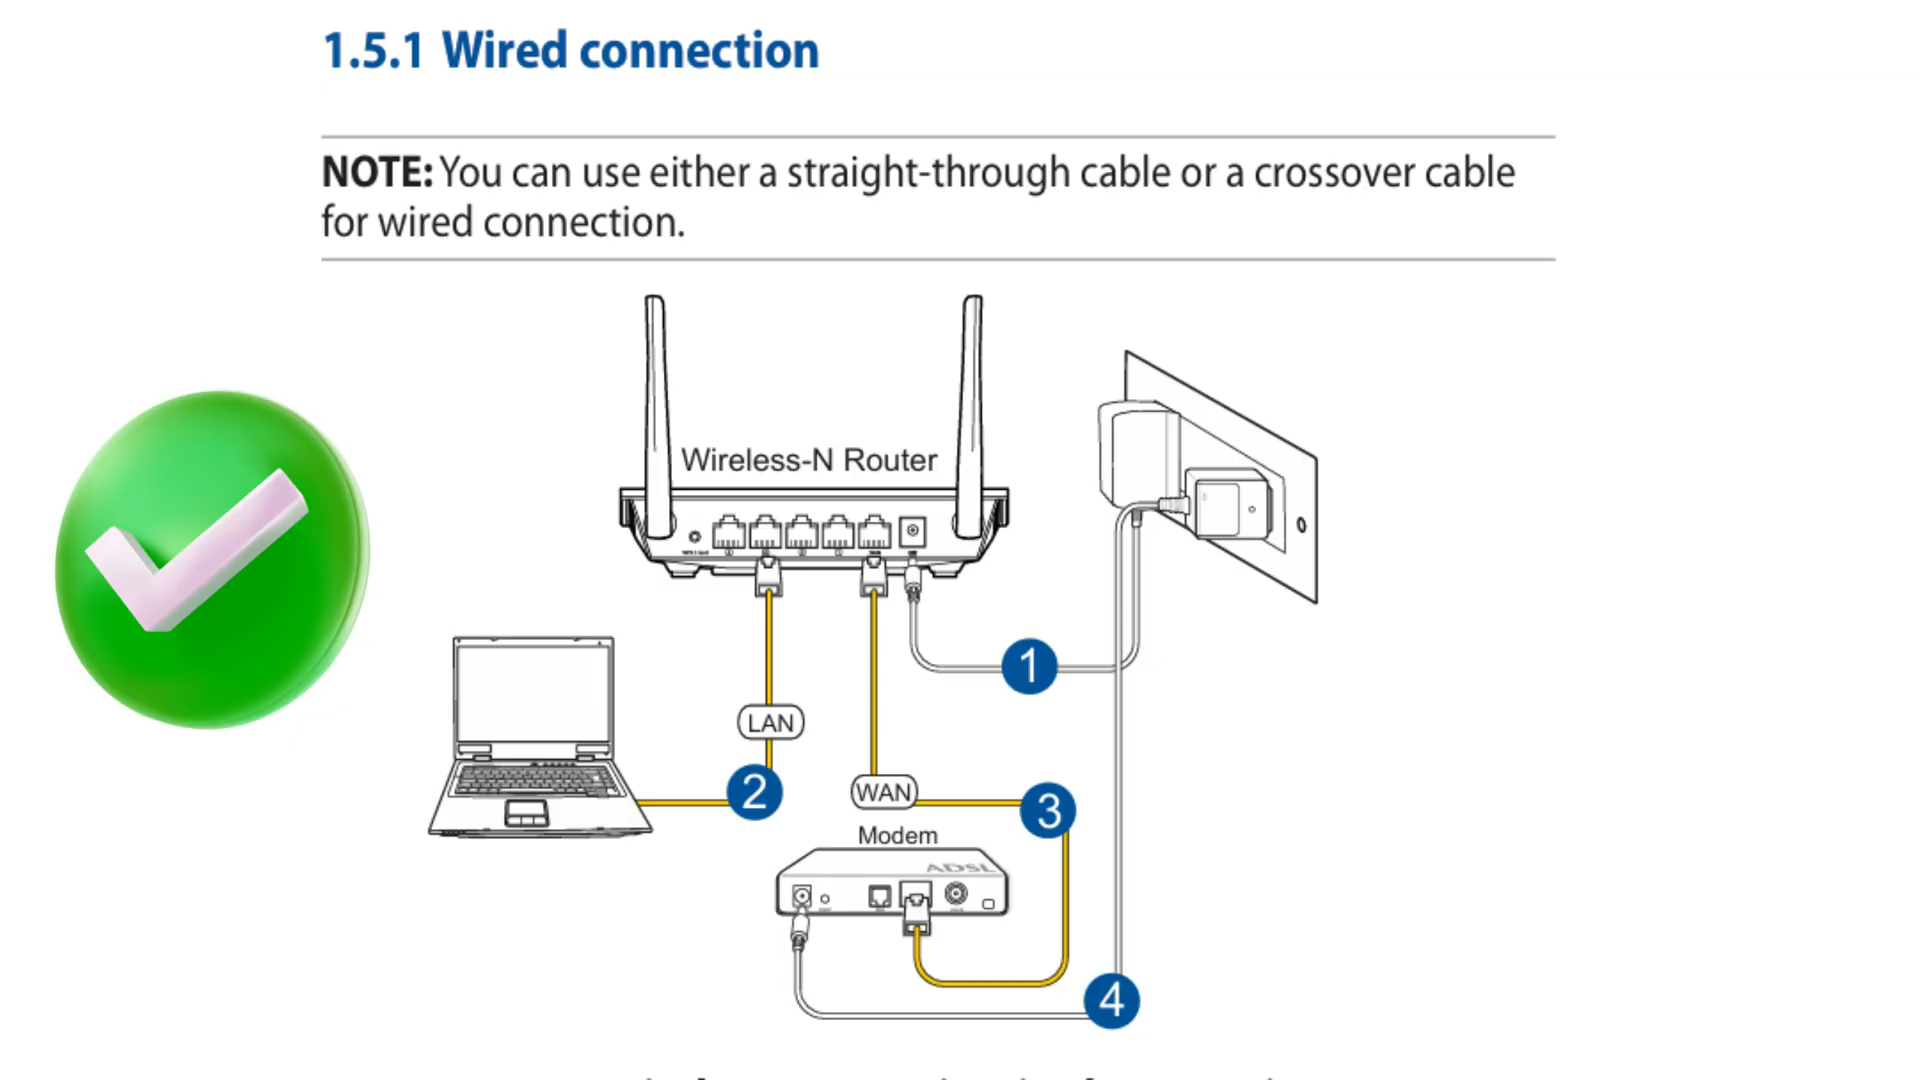 1.5.1 Wired connection
NOTE: You can use either a straight-through cable or a crossover cable
for wired connection.
Wireless-N Router
1
LAN
2
WAN
3
Modem
ADSL
4